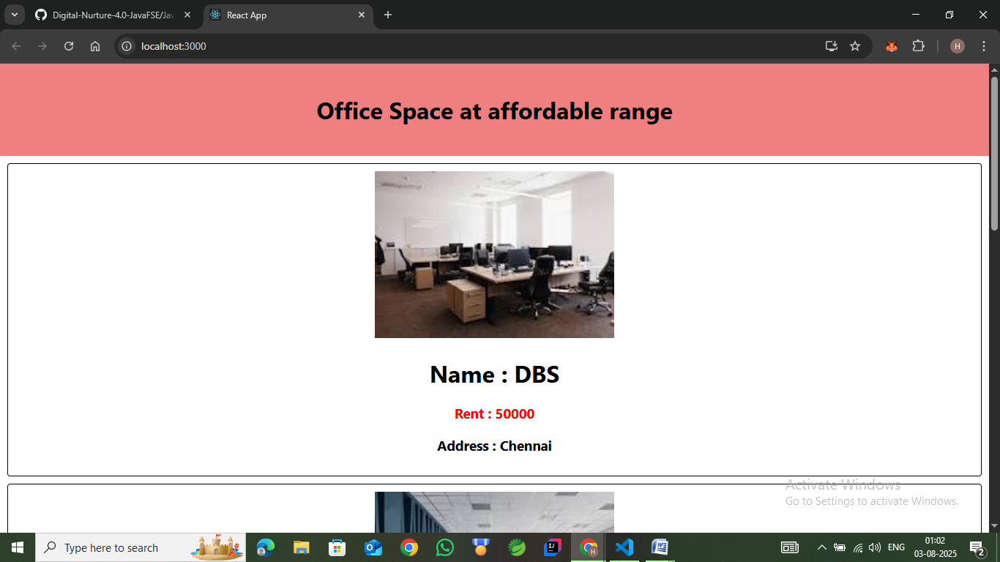 Digital-Nurture-4.0-JavaFSE/Jav
React App
localhost:3000
H
Office Space at affordable range
Name : DBS
Rent : 50000
Address : Chennai
Activate Windows
Go to Settings to activate Windows.
Type here to search
ENG
01:02
03-08-2025
2